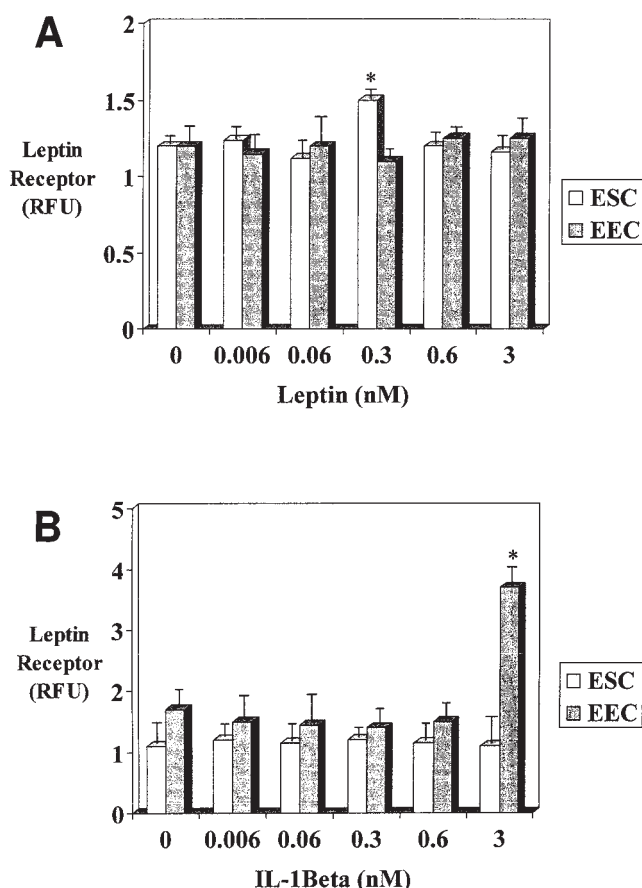 A
2
1.5
1
0.5
0
Leptin
Receptor
(RFU)
*
ESC
EEC
0 0.006 0.06 0.3 0.6 3
Leptin (nM)
B
5
4
3
2
1
0
Leptin
Receptor
(RFU)
*
ESC
EEC
0 0.006 0.06 0.3 0.6 3
IL-1Beta (nM)